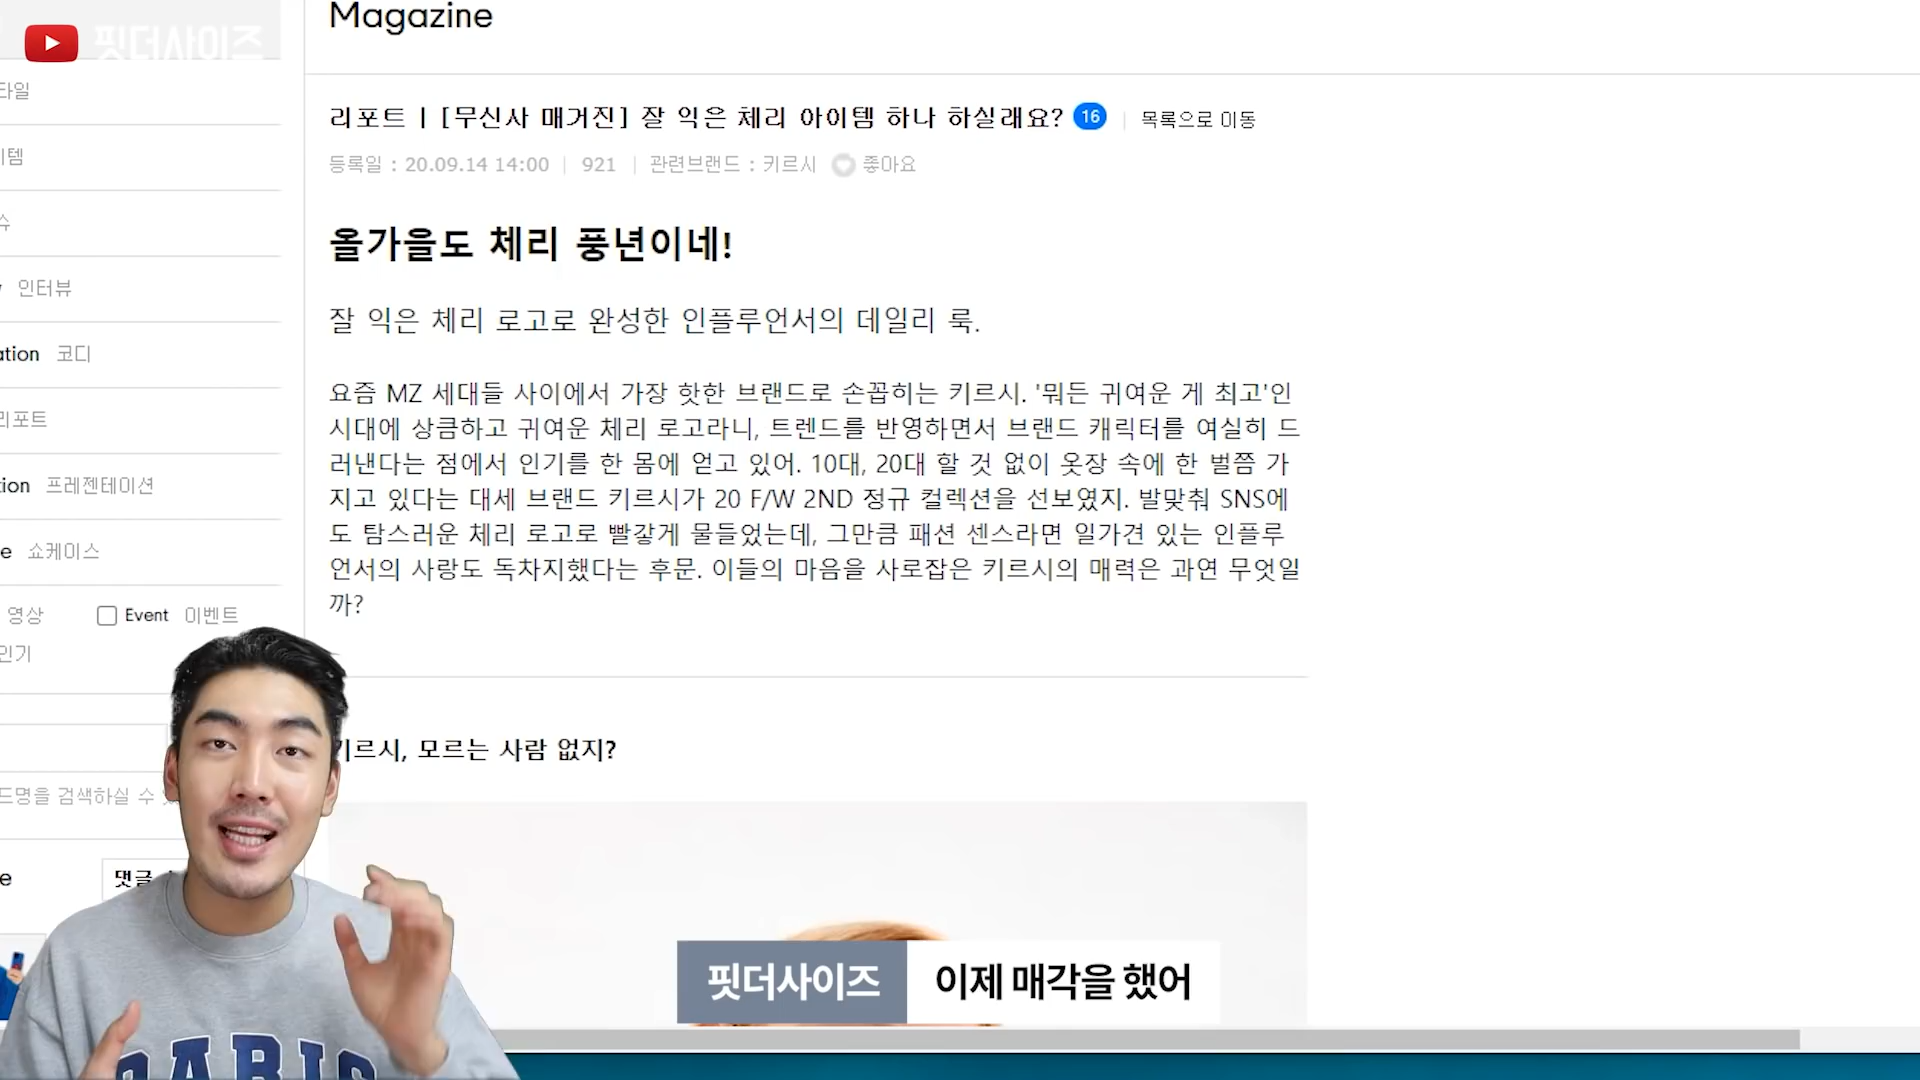 핏더사이즈
Magazine
타일
리포트 | [무신사 매거진] 잘 익은 체리 아이템 하나 하실래요? 16 | 목록으로 이동
이템
등록일 : 20.09.14 14:00 | 921 | 관련브랜드 : 키르시 좋아요
슈
올가을도 체리 풍년이네!
인터뷰
잘 익은 체리 로고로 완성한 인플루언서의 데일리 룩.
ation 코디
요즘 MZ 세대들 사이에서 가장 핫한 브랜드로 손꼽히는 키르시. '뭐든 귀여운 게 최고'인
시대에 상큼하고 귀여운 체리 로고라니, 트렌드를 반영하면서 브랜드 캐릭터를 여실히 드
러낸다는 점에서 인기를 한 몸에 얻고 있어. 10대, 20대 할 것 없이 옷장 속에 한 벌쯤 가
지고 있다는 대세 브랜드 키르시가 20 F/W 2ND 정규 컬렉션을 선보였지. 발맞춰 SNS에
도 탐스러운 체리 로고로 빨갛게 물들었는데, 그만큼 패션 센스라면 일가견 있는 인플루
언서의 사랑도 독차지했다는 후문. 이들의 마음을 사로잡은 키르시의 매력은 과연 무엇일
까?
리포트
tion 프레젠테이션
e 쇼케이스
영상 Event 이벤트
인기
키르시, 모르는 사람 없지?
드명을 검색하실 수
e 댓글
핏더사이즈 이제 매각을 했어
PARIS